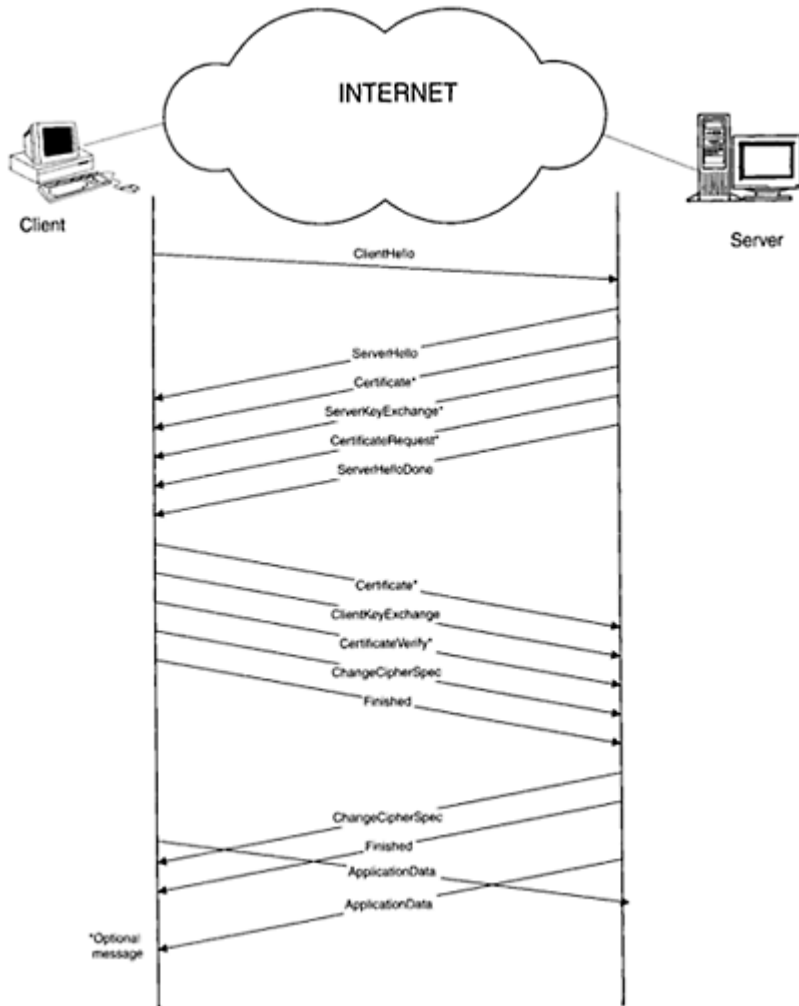 INTERNET
Client
Server
ClientHello
ServerHello
Certificate*
ServerKeyExchange*
CertificateRequest*
ServerHelloDone
Certificate*
ClientKeyExchange
CertificateVerify*
ChangeCipherSpec
Finished
ChangeCipherSpec
Finished
ApplicationData
ApplicationData
*Optional
message